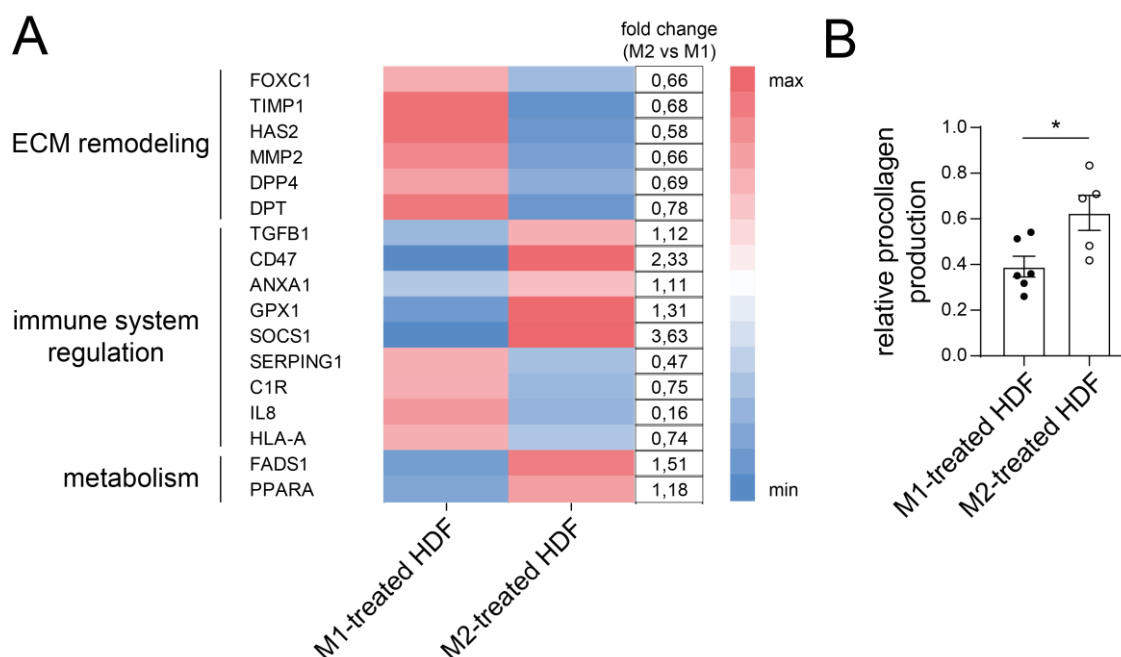 A
fold change
(M2 vs M1)
ECM remodeling
FOXC1 0,66
TIMP1 0,68
HAS2 0,58
MMP2 0,66
DPP4 0,69
DPT 0,78
immune system
regulation
TGFB1 1,12
CD47 2,33
ANXA1 1,11
GPX1 1,31
SOCS1 3,63
SERPING1 0,47
C1R 0,75
IL8 0,16
HLA-A 0,74
metabolism
FADS1 1,51
PPARA 1,18
M1-treated HDF
M2-treated HDF
max
min
B
relative procollagen
production
1.0
0.8
0.6
0.4
0.2
0.0
*
M1-treated HDF
M2-treated HDF